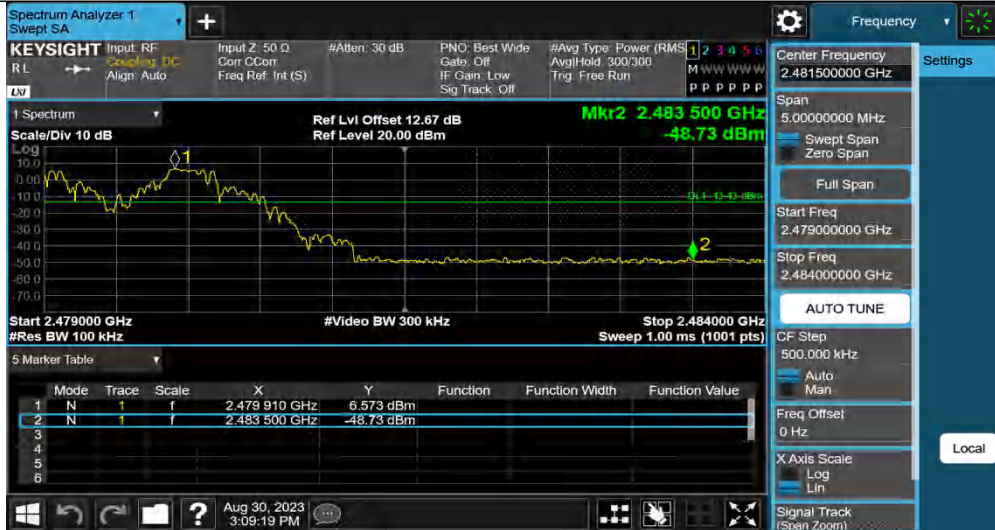 Spectrum Analyzer 1
Swept SA
+
Frequency
KEYSIGHT
RL
LXI
Input: RF
Coupling: DC
Align: Auto
Input Z: 50 Ω
Corr CCorr
Freq Ref: Int (S)
#Atten: 30 dB
PNO: Best Wide
Gate: Off
IF Gain: Low
Sig Track: Off
#Avg Type: Power (RMS
Avg|Hold: 300/300
Trig: Free Run
1 2 3 4 5 6
M W W W W W
P P P P P P
1 Spectrum
Scale/Div 10 dB
Ref Lvl Offset 12.67 dB
Ref Level 20.00 dBm
Mkr2 2.483 500 GHz
-48.73 dBm
Log
10.0
0.00
-10.0
-20.0
-30.0
-40.0
-50.0
-60.0
-70.0
1
DL1 -13.43 dBm
2
Start 2.479000 GHz
#Res BW 100 kHz
#Video BW 300 kHz
Stop 2.484000 GHz
Sweep 1.00 ms (1001 pts)
5 Marker Table
Mode Trace Scale X Y Function Function Width Function Value
1 N 1 f 2.479 910 GHz 6.573 dBm
2 N 1 f 2.483 500 GHz -48.73 dBm
3
4
5
6
Aug 30, 2023
3:09:19 PM
?
Center Frequency
2.481500000 GHz
Span
5.00000000 MHz
Swept Span
Zero Span
Full Span
Start Freq
2.479000000 GHz
Stop Freq
2.484000000 GHz
AUTO TUNE
CF Step
500.000 kHz
Auto
Man
Freq Offset
0 Hz
X Axis Scale
Log
Lin
Signal Track
(Span Zoom)
Settings
Local